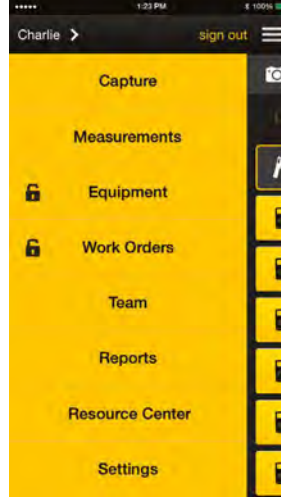 1:23 PM
100%
Charlie
sign out
Capture
Measurements
Equipment
Work Orders
Team
Reports
Resource Center
Settings